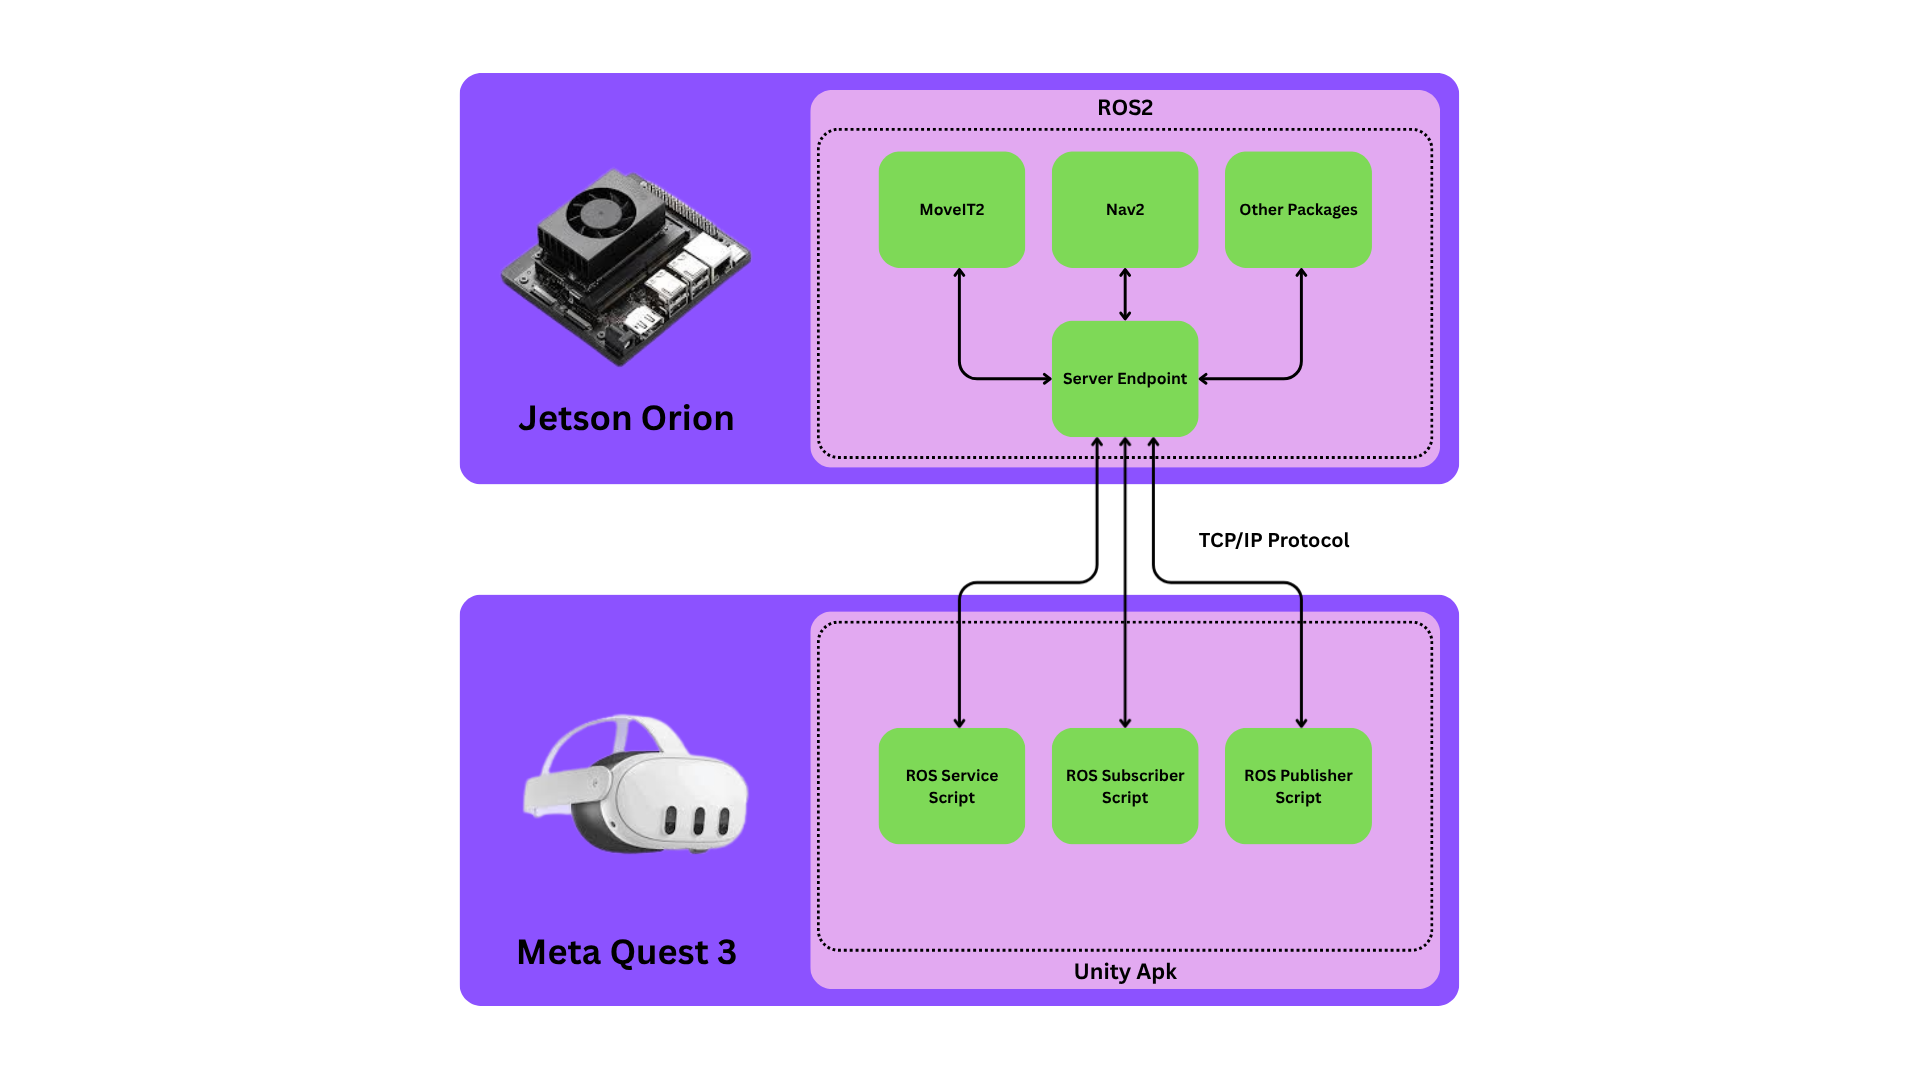 ROS2
MoveIT2
Nav2
Other Packages
Server Endpoint
Jetson Orion
TCP/IP Protocol
ROS Service
Script
ROS Subscriber
Script
ROS Publisher
Script
Meta Quest 3
Unity Apk